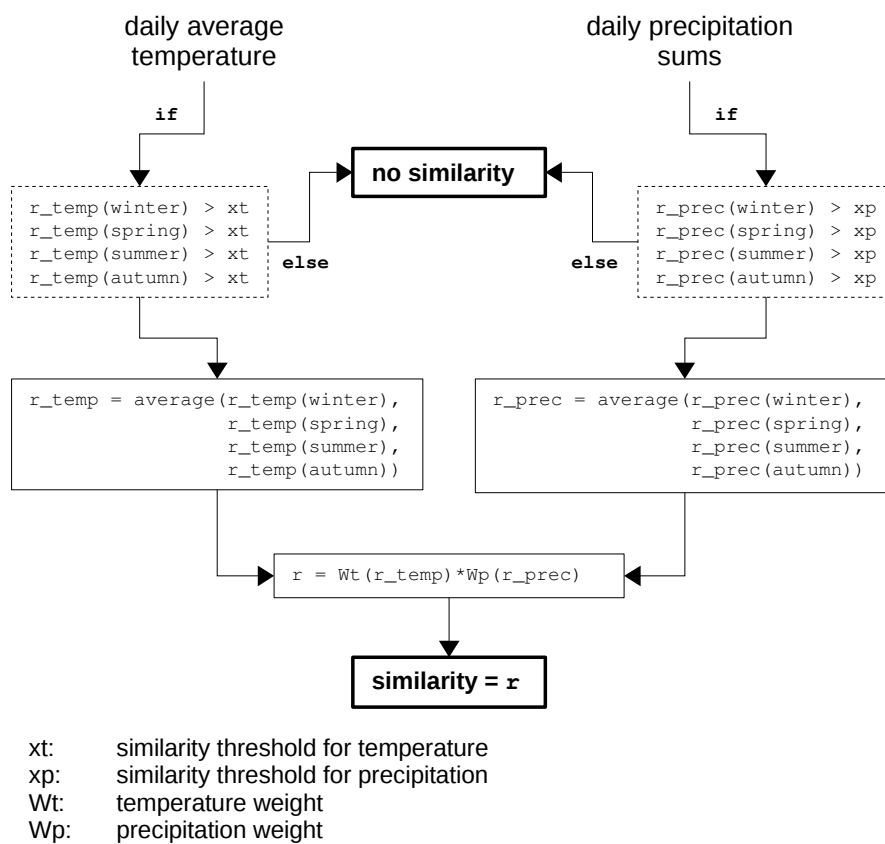 daily average
temperature
daily precipitation
sums
if
if
no similarity
r_temp(winter) > xt
r_temp(spring) > xt
r_temp(summer) > xt
r_temp(autumn) > xt
else
else
r_prec(winter) > xp
r_prec(spring) > xp
r_prec(summer) > xp
r_prec(autumn) > xp
r_temp = average(r_temp(winter),
r_temp(spring),
r_temp(summer),
r_temp(autumn))
r_prec = average(r_prec(winter),
r_prec(spring),
r_prec(summer),
r_prec(autumn))
r = Wt(r_temp)*Wp(r_prec)
similarity = r
xt: similarity threshold for temperature
xp: similarity threshold for precipitation
Wt: temperature weight
Wp: precipitation weight